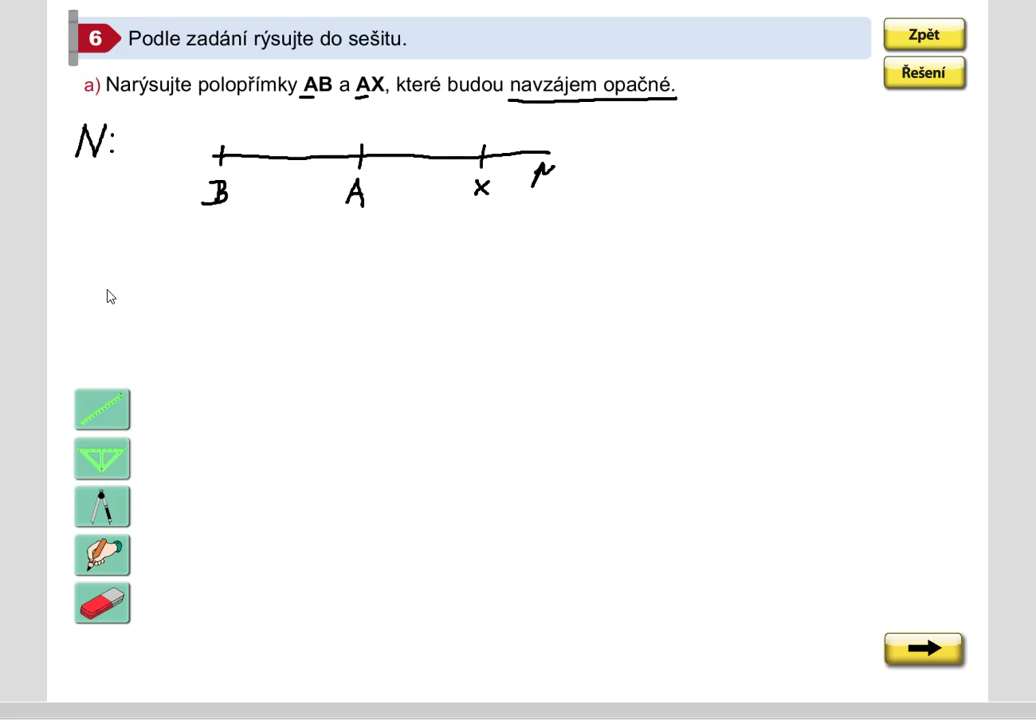 6 Podle zadání rýsujte do sešitu.
Zpět
Řešení
a) Narýsujte polopřímky AB a AX, které budou navzájem opačné.
N:
B A X